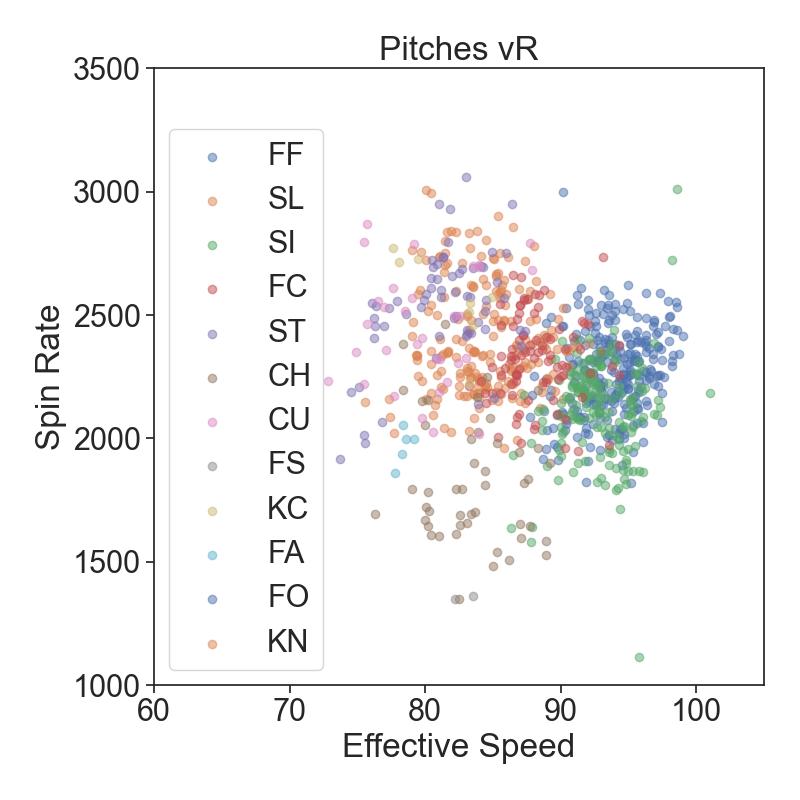 Pitches vR
3500
3000
2500
2000
1500
1000
Spin Rate
FF
SL
SI
FC
ST
CH
CU
FS
KC
FA
FO
KN
60 70 80 90 100
Effective Speed